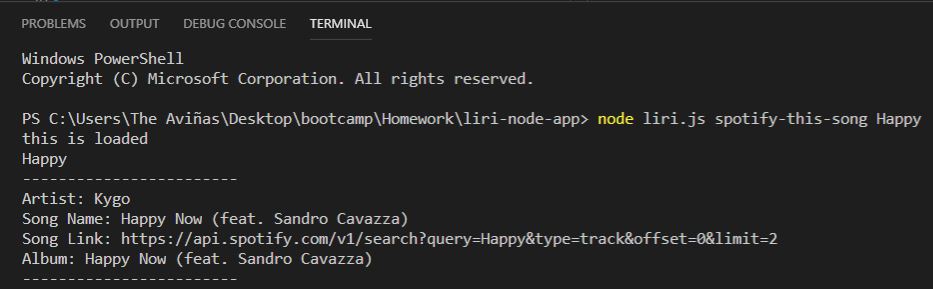 PROBLEMS OUTPUT DEBUG CONSOLE TERMINAL
Windows PowerShell
Copyright (C) Microsoft Corporation. All rights reserved.
PS C:\Users\The Aviñas\Desktop\bootcamp\Homework\liri-node-app> node liri.js spotify-this-song Happy
this is loaded
Happy
------------------------
Artist: Kygo
Song Name: Happy Now (feat. Sandro Cavazza)
Song Link: https://api.spotify.com/v1/search?query=Happy&type=track&offset=0&limit=2
Album: Happy Now (feat. Sandro Cavazza)
------------------------